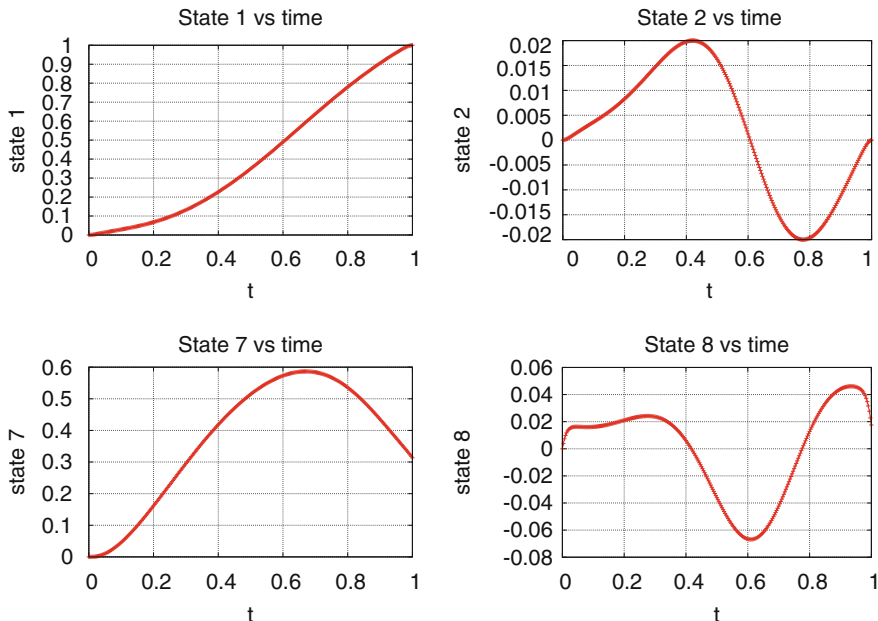 State 1 vs time
1
0.9
0.8
0.7
0.6
0.5
0.4
0.3
0.2
0.1
0
state 1
0 0.2 0.4 0.6 0.8 1
t
State 2 vs time
0.02
0.015
0.01
0.005
0
-0.005
-0.01
-0.015
-0.02
state 2
0 0.2 0.4 0.6 0.8 1
t
State 7 vs time
0.6
0.5
0.4
0.3
0.2
0.1
0
state 7
0 0.2 0.4 0.6 0.8 1
t
State 8 vs time
0.06
0.04
0.02
0
-0.02
-0.04
-0.06
-0.08
state 8
0 0.2 0.4 0.6 0.8 1
t